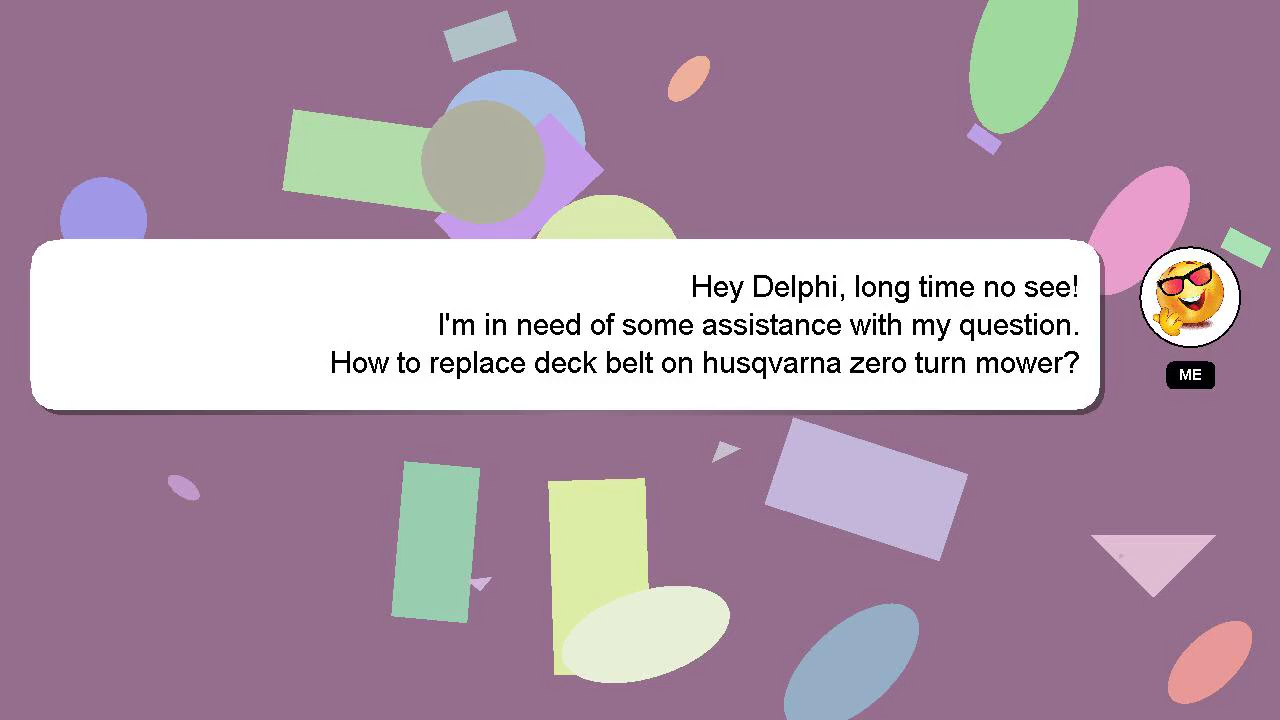 Hey Delphi, long time no see!
I'm in need of some assistance with my question.
How to replace deck belt on husqvarna zero turn mower?
ME